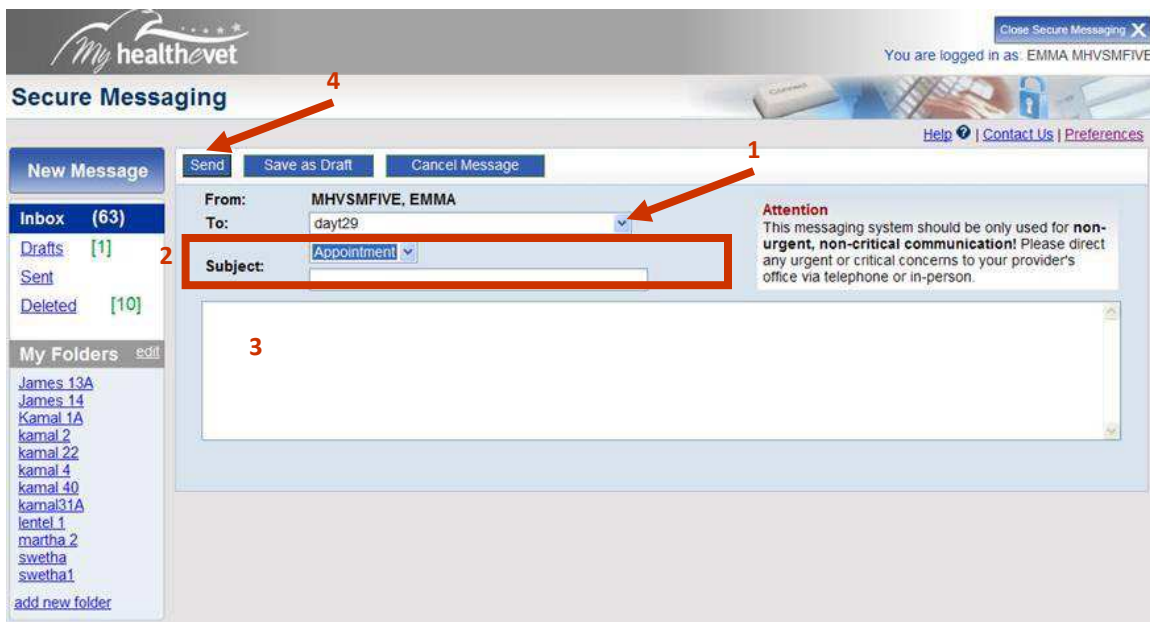 My healthevet
Close Secure Messaging X
You are logged in as: EMMA MHVSMFIVE
4
Secure Messaging
Help ? | Contact Us | Preferences
New Message
Send Save as Draft Cancel Message
1
From: MHVSMFIVE, EMMA
To: dayt29
Attention
This messaging system should be only used for non-
urgent, non-critical communication! Please direct
any urgent or critical concerns to your provider's
office via telephone or in-person.
2
Appointment
Subject:
3
Inbox (63)
Drafts [1]
Sent
Deleted [10]
My Folders edit
James 13A
James 14
Kamal 1A
kamal 2
kamal 22
kamal 4
kamal 40
kamal31A
lentel 1
martha 2
swetha
swetha1
add new folder